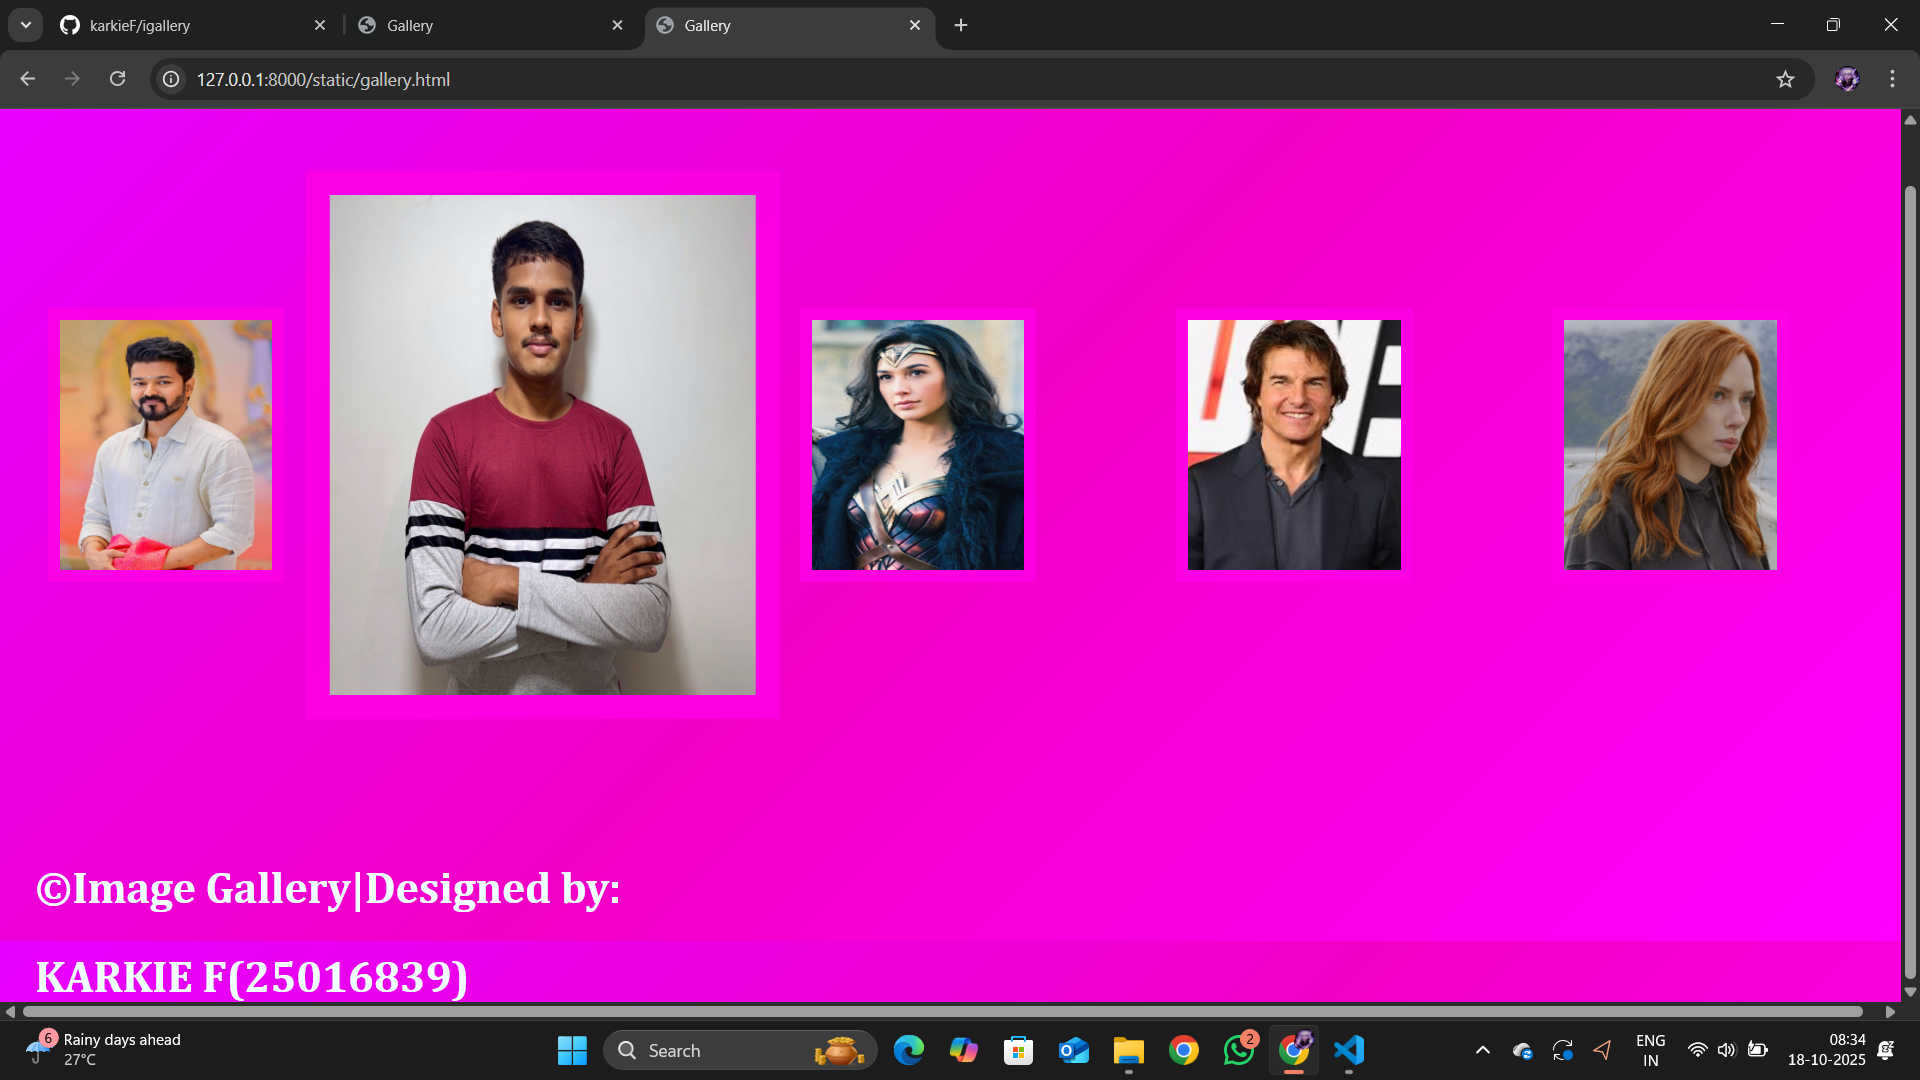 karkieF/igallery
Gallery
Gallery
127.0.0.1:8000/static/gallery.html
©Image Gallery|Designed by:
KARKIE F(25016839)
6
Rainy days ahead
27°C
Search
2
ENG
IN
08:34
18-10-2025